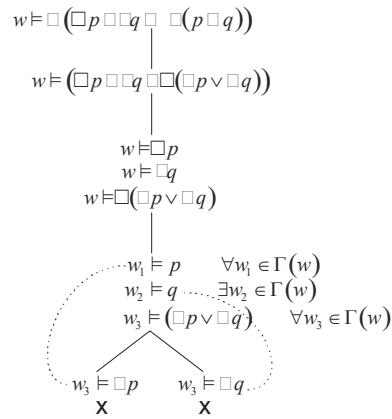 w ⊨ □(□p □ □q □ □(p □ q))
w ⊨ (□p □ □q □ □(□p ∨ □q))
w ⊨ □p
w ⊨ □q
w ⊨ □(□p ∨ □q)
w₁ ⊨ p ∀w₁ ∈ Γ(w)
w₂ ⊨ q ∃w₂ ∈ Γ(w)
w₃ ⊨ (□p ∨ □q) ∀w₃ ∈ Γ(w)
w₃ ⊨ □p w₃ ⊨ □q
X X